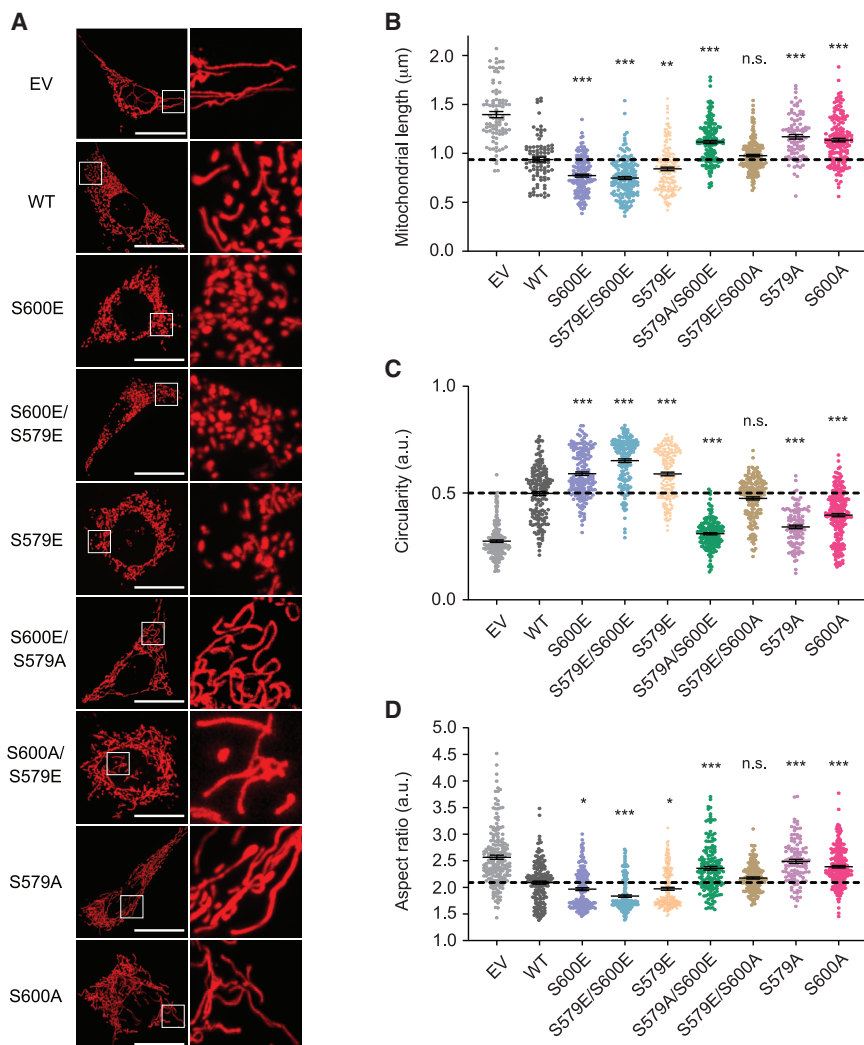 A
EV
WT
S600E
S600E/
S579E
S579E
S600E/
S579A
S600A/
S579E
S579A
S600A
B
Mitochondrial length (μm)
2.0
1.5
1.0
0.5
0.0
*** *** ** *** n.s. *** ***
EV WT S600E S579E/S600E S579E S579A/S600E S579E/S600A S579A S600A
C
Circularity (a.u.)
1.0
0.5
0.0
*** *** *** *** n.s. *** ***
EV WT S600E S579E/S600E S579E S579A/S600E S579E/S600A S579A S600A
D
Aspect ratio (a.u.)
5.0
4.5
4.0
3.5
3.0
2.5
2.0
1.5
1.0
* *** * *** n.s. *** ***
EV WT S600E S579E/S600E S579E S579A/S600E S579E/S600A S579A S600A